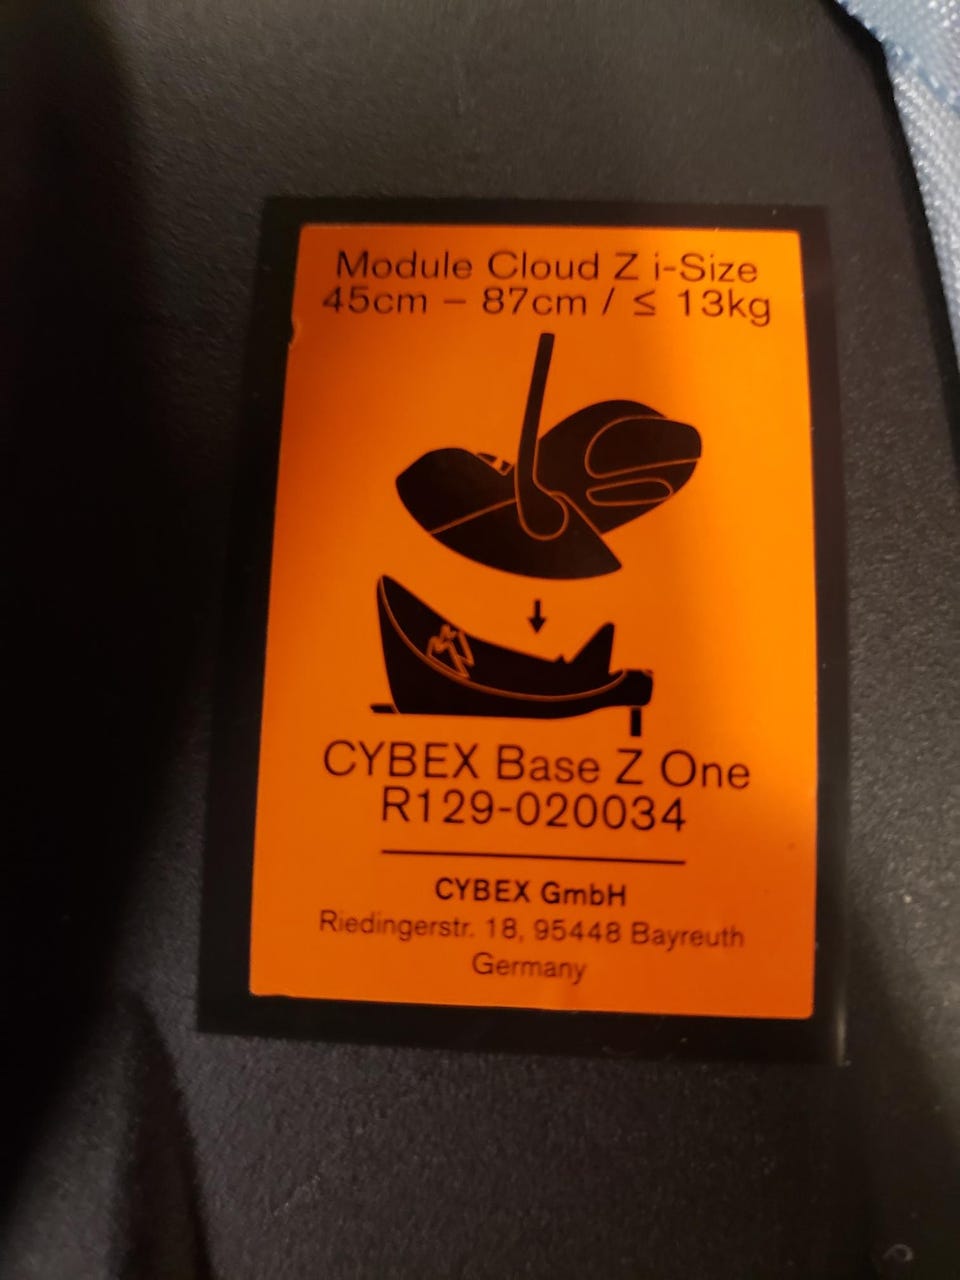 Module Cloud Z i-Size
45cm – 87cm / ≤ 13kg
CYBEX Base Z One
R129-020034
CYBEX GmbH
Riedingerstr. 18, 95448 Bayreuth
Germany